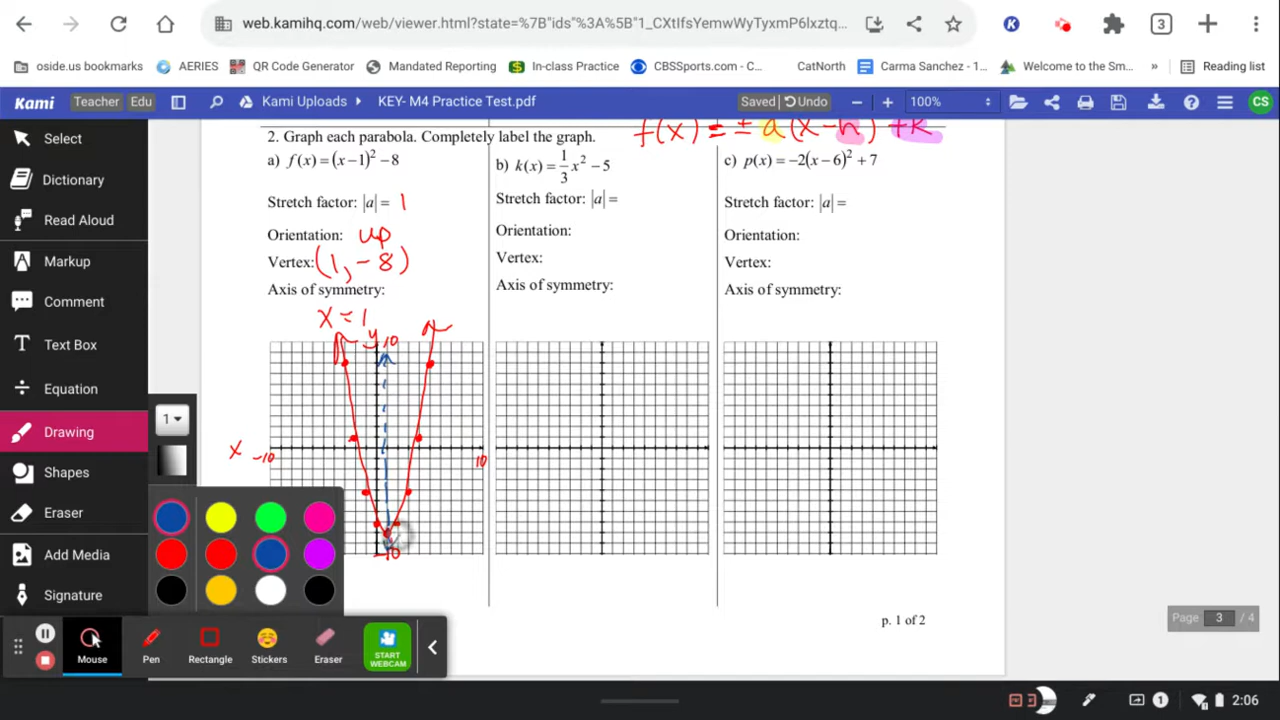 web.kamihq.com/web/viewer.html?state=%7B"ids"%3A%5B"1_CXtIfsYemwWyTyxmP6lxztq...
3
oside.us bookmarks
AERIES
QR Code Generator
Mandated Reporting
In-class Practice
CBSSports.com - C...
CatNorth
Carma Sanchez - 1...
Welcome to the Sm...
»
Reading list
Kami
Teacher
Edu
Kami Uploads
KEY- M4 Practice Test.pdf
Saved
Undo
100%
CS
Select
Dictionary
Read Aloud
Markup
Comment
Text Box
Equation
Drawing
Shapes
Eraser
Add Media
Signature
1
f(x) = ± a(x-h) +k
2. Graph each parabola. Completely label the graph.
a) f(x) = (x−1)² −8
Stretch factor: |a| = 1
Orientation: up
Vertex: (1, -8)
Axis of symmetry:
x = 1
y 10
x -10
10
-10
b) k(x) = 1/3 x² − 5
Stretch factor: |a| =
Orientation:
Vertex:
Axis of symmetry:
c) p(x) = −2(x−6)² + 7
Stretch factor: |a| =
Orientation:
Vertex:
Axis of symmetry:
p. 1 of 2
Page 3 / 4
Mouse
Pen
Rectangle
Stickers
Eraser
START
WEBCAM
1
2:06